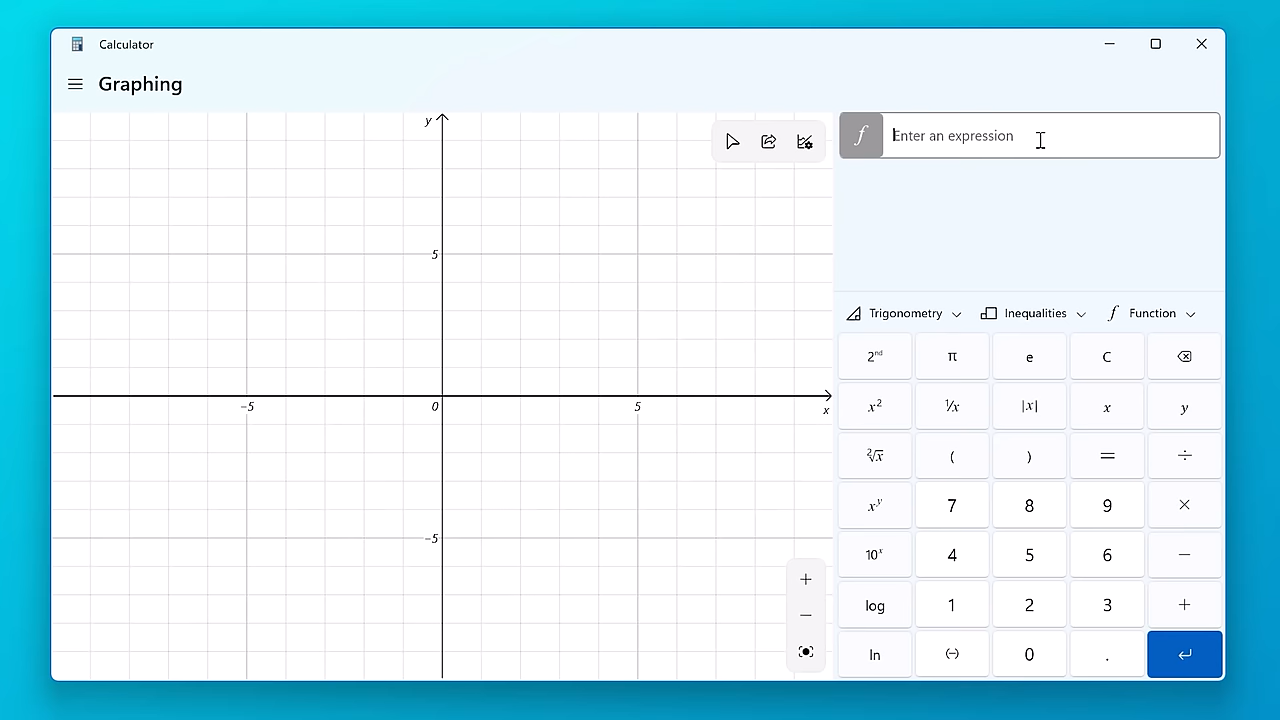 Calculator
Graphing
y
5
-5
0
5
x
-5
f Enter an expression
Trigonometry Inequalities f Function
2nd π e C
x² ¹/x |x| x y
²√x ( ) = ÷
xʸ 7 8 9 ×
10ˣ 4 5 6 −
log 1 2 3 +
ln (−) 0 .
+
−